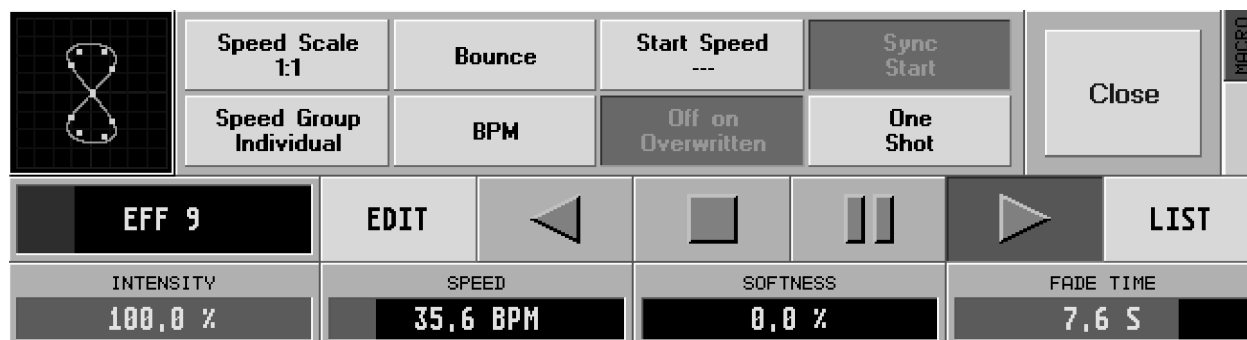 Speed Scale
1:1
Bounce
Start Speed
---
Sync
Start
MACRO
Close
Speed Group
Individual
BPM
Off on
Overwritten
One
Shot
EFF 9
EDIT
LIST
INTENSITY
SPEED
SOFTNESS
FADE TIME
100,0 %
35,6 BPM
0,0 %
7,6 S